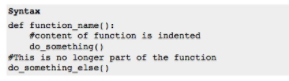 Syntax
def function_name():
    #content of function is indented
    do_something()
#This is no longer part of the function
do_something_else()